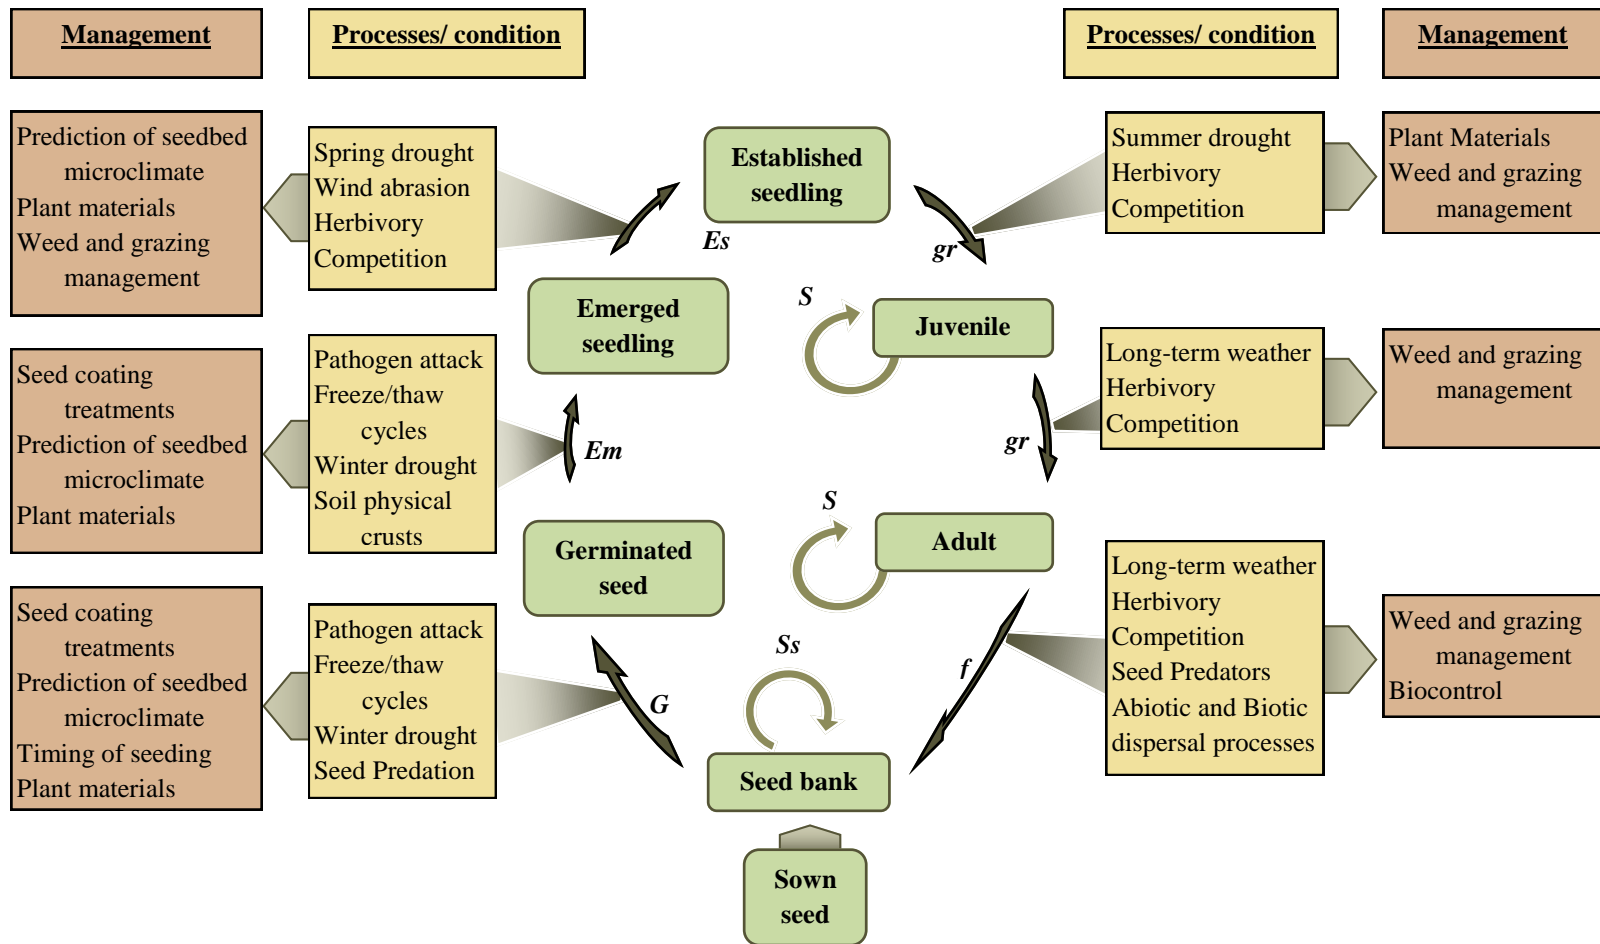 Management
Processes/ condition
Processes/ condition
Management
Prediction of seedbed
microclimate
Plant materials
Weed and grazing
management
Spring drought
Wind abrasion
Herbivory
Competition
Established
seedling
Es
gr
Summer drought
Herbivory
Competition
Plant Materials
Weed and grazing
management
Emerged
seedling
S
Juvenile
Long-term weather
Herbivory
Competition
Weed and grazing
management
Seed coating
treatments
Prediction of seedbed
microclimate
Plant materials
Pathogen attack
Freeze/thaw
cycles
Winter drought
Soil physical
crusts
Em
gr
Germinated
seed
S
Adult
Long-term weather
Herbivory
Competition
Seed Predators
Abiotic and Biotic
dispersal processes
Weed and grazing
management
Biocontrol
Seed coating
treatments
Prediction of seedbed
microclimate
Timing of seeding
Plant materials
Pathogen attack
Freeze/thaw
cycles
Winter drought
Seed Predation
G
Ss
f
Seed bank
Sown
seed